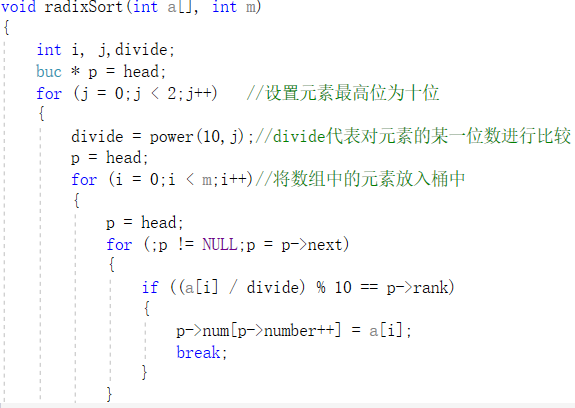 void radixSort(int a[], int m)
{
    int i, j,divide;
    buc * p = head;
    for (j = 0;j < 2;j++)   //设置元素最高位为十位
    {
        divide = power(10,j);//divide代表对元素的某一位数进行比较
        p = head;
        for (i = 0;i < m;i++)//将数组中的元素放入桶中
        {
            p = head;
            for (;p != NULL;p = p->next)
            {
                if ((a[i] / divide) % 10 == p->rank)
                {
                    p->num[p->number++] = a[i];
                    break;
                }
            }